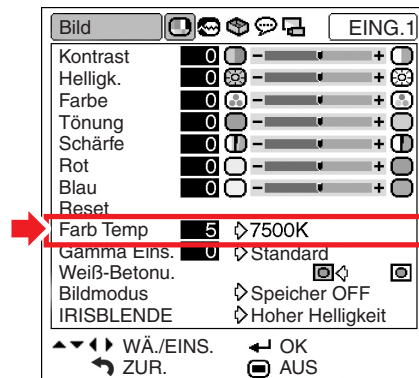 Bild EING.1
Kontrast 0 - +
Helligk. 0 - +
Farbe 0 - +
Tönung 0 - +
Schärfe 0 - +
Rot 0 - +
Blau 0 - +
Reset
Farb Temp 5 7500K
Gamma Eins. 0 Standard
Weiß-Betonu.
Bildmodus Speicher OFF
IRISBLENDE Hoher Helligkeit
WÄ./EINS. OK
ZUR. AUS